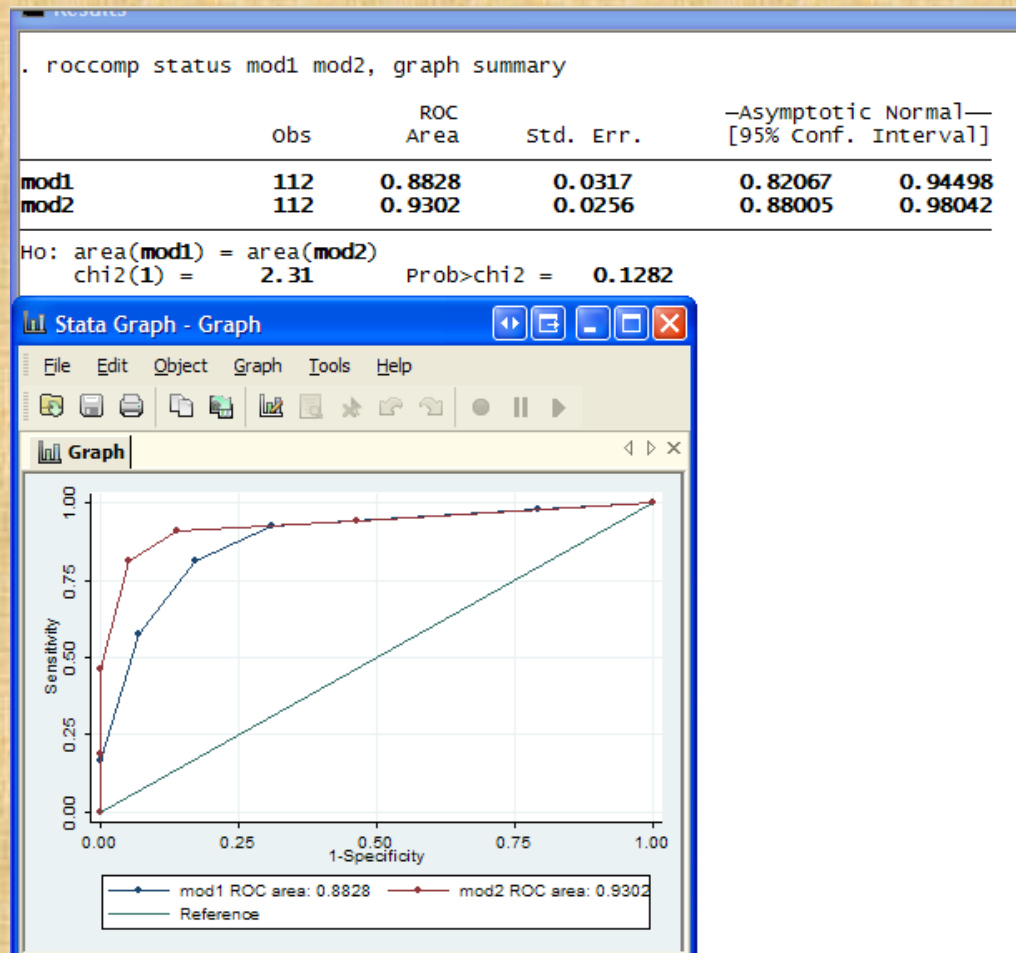 Results
. roccomp status mod1 mod2, graph summary
ROC —Asymptotic Normal—
Obs Area Std. Err. [95% Conf. Interval]
mod1 112 0.8828 0.0317 0.82067 0.94498
mod2 112 0.9302 0.0256 0.88005 0.98042
Ho: area(mod1) = area(mod2)
chi2(1) = 2.31 Prob>chi2 = 0.1282
Stata Graph - Graph
File Edit Object Graph Tools Help
Graph
1.00
0.75
0.50
0.25
0.00
Sensitivity
0.00 0.25 0.50 0.75 1.00
1-Specificity
mod1 ROC area: 0.8828 mod2 ROC area: 0.9302
Reference